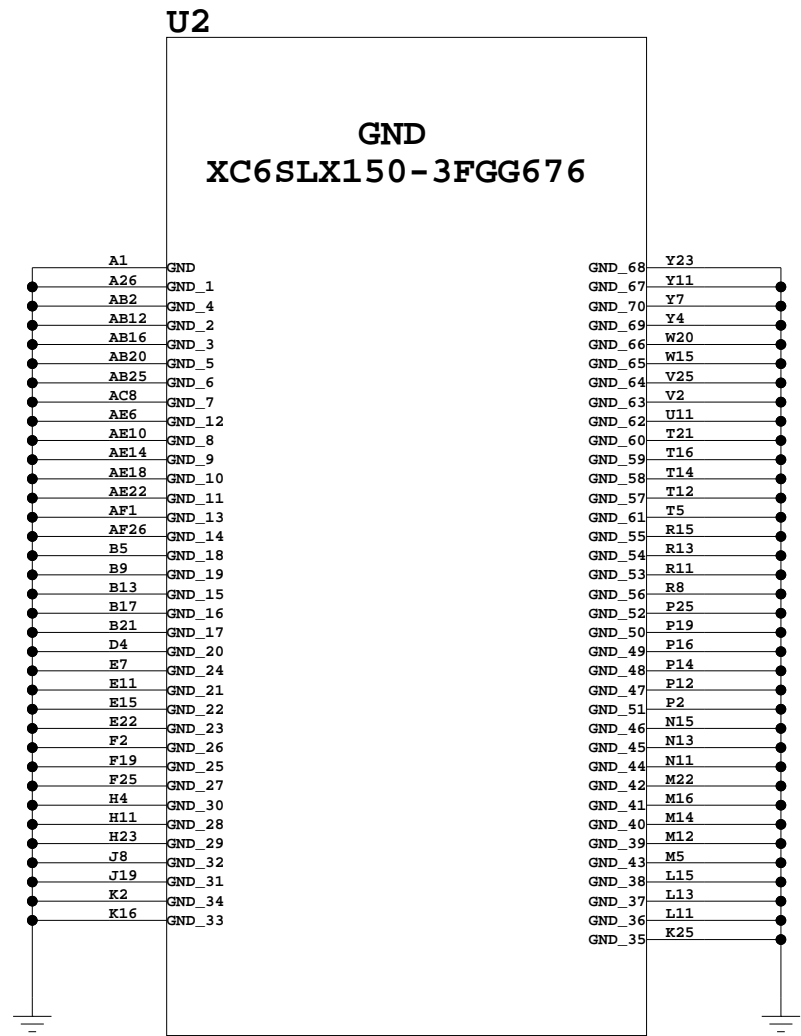 U2
GND
XC6SLX150-3FGG676
A1 GND GND_68 Y23
A26 GND_1 GND_67 Y11
AB2 GND_4 GND_70 Y7
AB12 GND_2 GND_69 Y4
AB16 GND_3 GND_66 W20
AB20 GND_5 GND_65 W15
AB25 GND_6 GND_64 V25
AC8 GND_7 GND_63 V2
AE6 GND_12 GND_62 U11
AE10 GND_8 GND_60 T21
AE14 GND_9 GND_59 T16
AE18 GND_10 GND_58 T14
AE22 GND_11 GND_57 T12
AF1 GND_13 GND_61 T5
AF26 GND_14 GND_55 R15
B5 GND_18 GND_54 R13
B9 GND_19 GND_53 R11
B13 GND_15 GND_56 R8
B17 GND_16 GND_52 P25
B21 GND_17 GND_50 P19
D4 GND_20 GND_49 P16
E7 GND_24 GND_48 P14
E11 GND_21 GND_47 P12
E15 GND_22 GND_51 P2
E22 GND_23 GND_46 N15
F2 GND_26 GND_45 N13
F19 GND_25 GND_44 N11
F25 GND_27 GND_42 M22
H4 GND_30 GND_41 M16
H11 GND_28 GND_40 M14
H23 GND_29 GND_39 M12
J8 GND_32 GND_43 M5
J19 GND_31 GND_38 L15
K2 GND_34 GND_37 L13
K16 GND_33 GND_36 L11
GND_35 K25